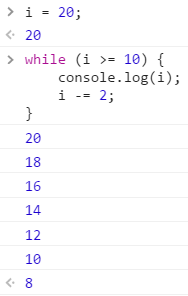 > i = 20;
<· 20
> while (i >= 10) {
    console.log(i);
    i -= 2;
}
20
18
16
14
12
10
<· 8